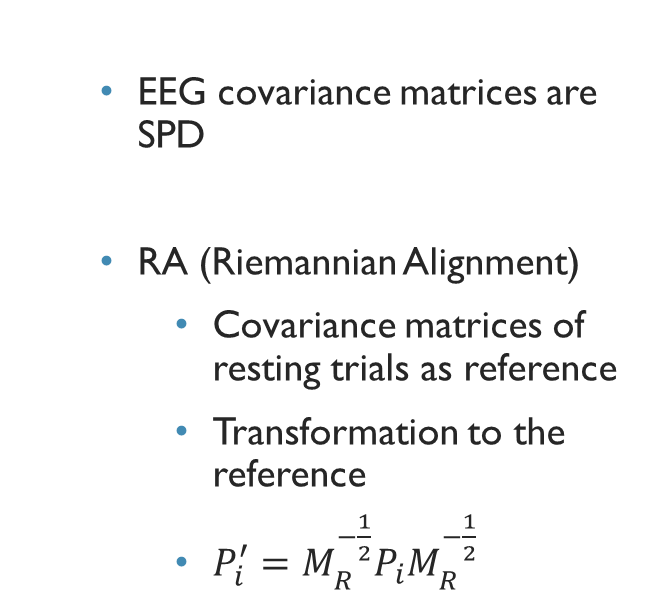 • EEG covariance matrices are
SPD
• RA (Riemannian Alignment)
• Covariance matrices of
resting trials as reference
• Transformation to the
reference
• $P_i' = M_R^{-\frac{1}{2}} P_i M_R^{-\frac{1}{2}}$